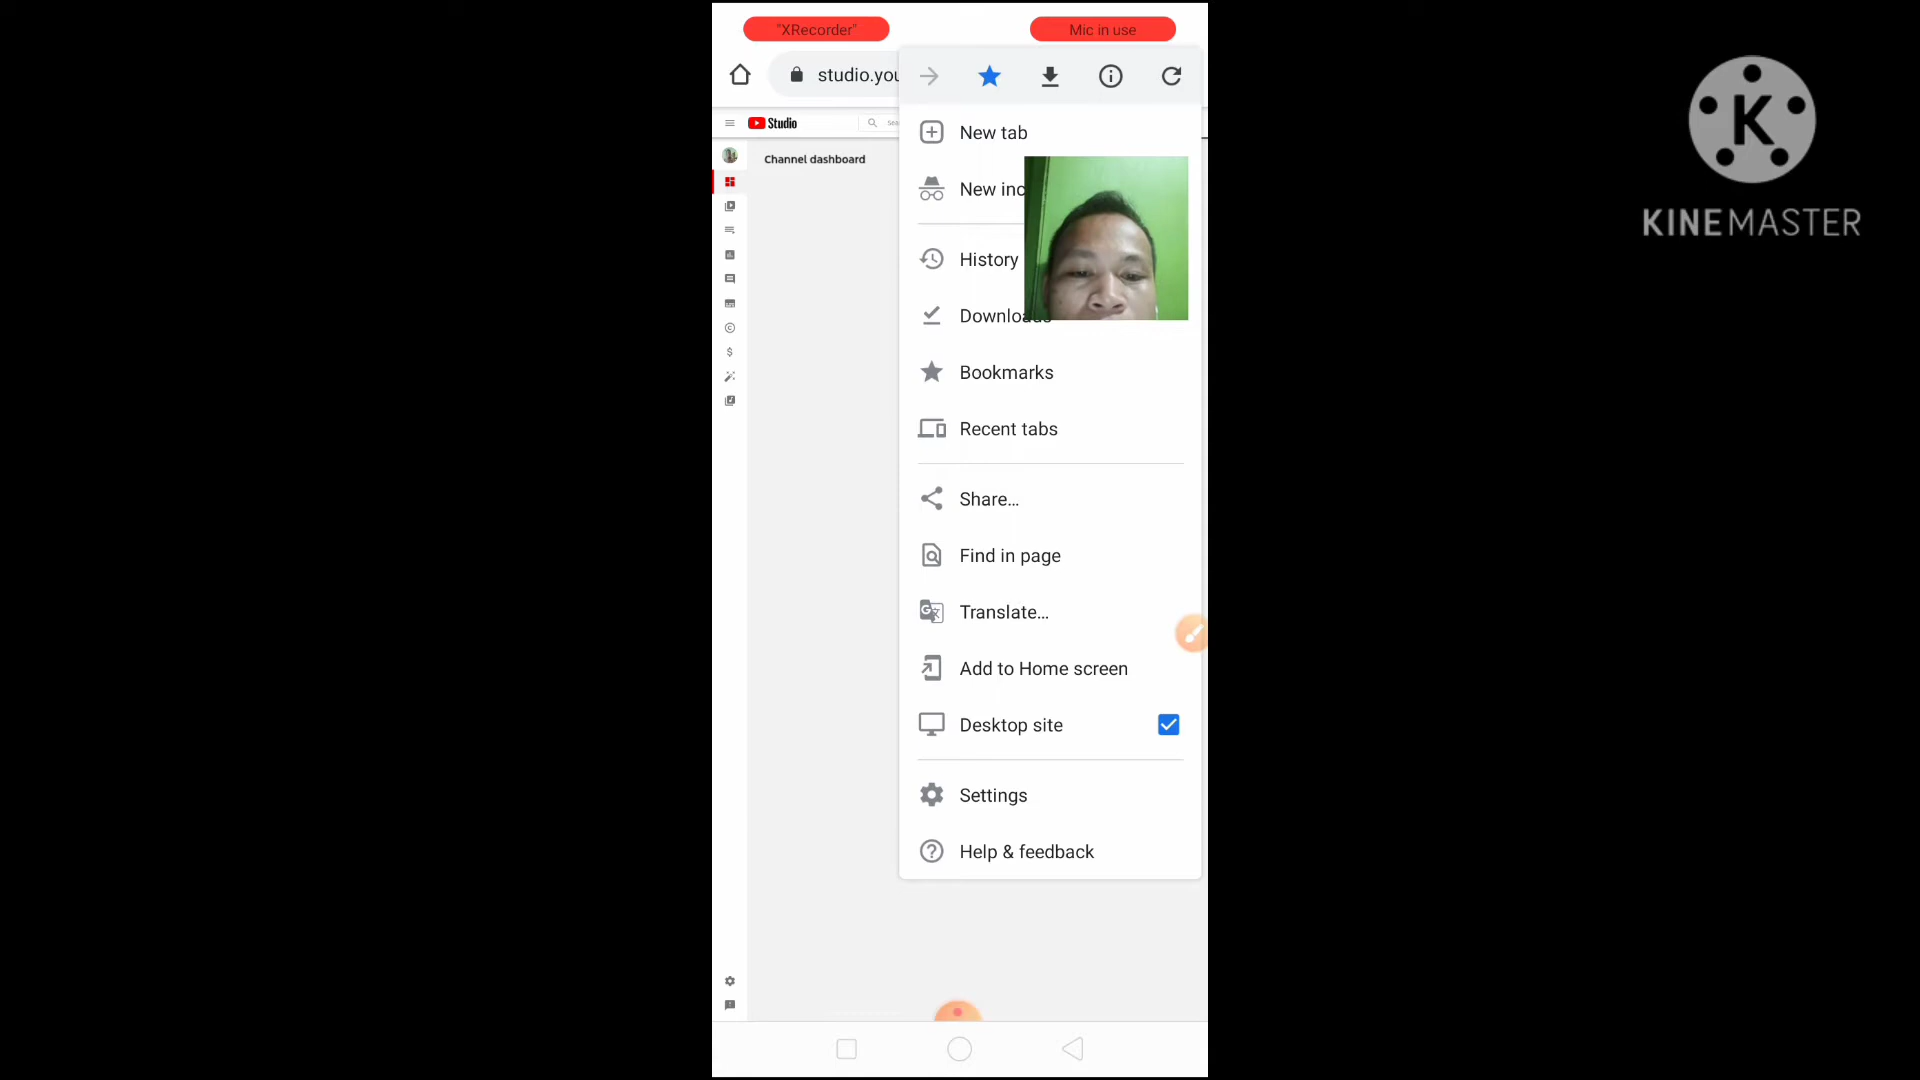 "XRecorder"
Mic in use
studio.you
Studio
Channel dashboard
New tab
New inc
History
Downloads
Bookmarks
Recent tabs
Share...
Find in page
Translate...
Add to Home screen
Desktop site
Settings
Help & feedback
K
KINEMASTER